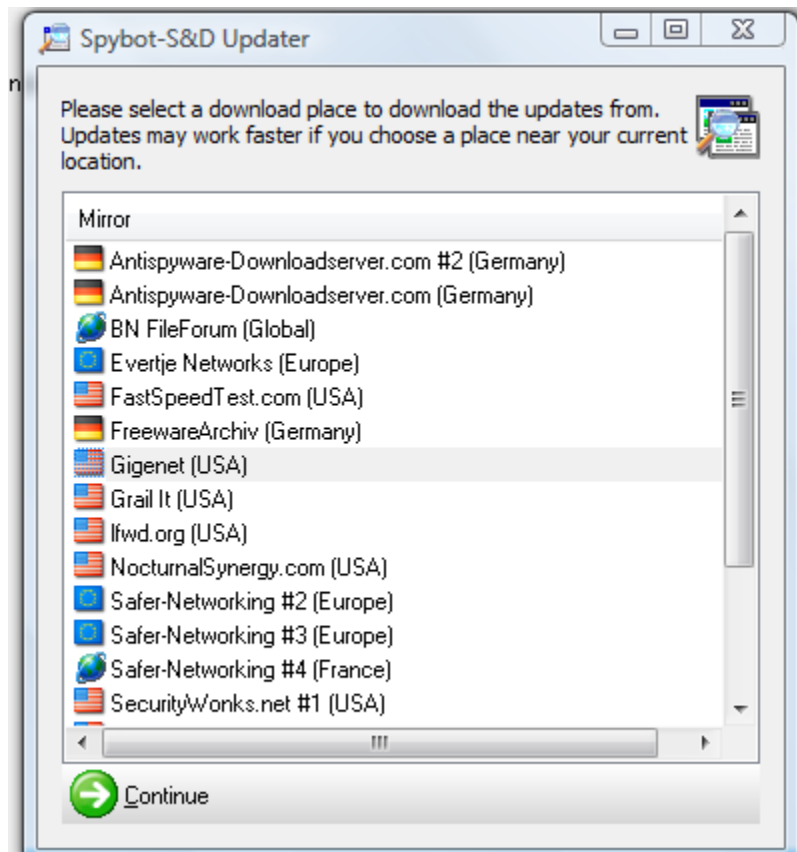 Spybot-S&D Updater
n
Please select a download place to download the updates from.
Updates may work faster if you choose a place near your current
location.
Mirror
Antispyware-Downloadserver.com #2 (Germany)
Antispyware-Downloadserver.com (Germany)
BN FileForum (Global)
Evertje Networks (Europe)
FastSpeedTest.com (USA)
FreewareArchiv (Germany)
Gigenet (USA)
Grail It (USA)
lfwd.org (USA)
NocturnalSynergy.com (USA)
Safer-Networking #2 (Europe)
Safer-Networking #3 (Europe)
Safer-Networking #4 (France)
SecurityWonks.net #1 (USA)
Continue